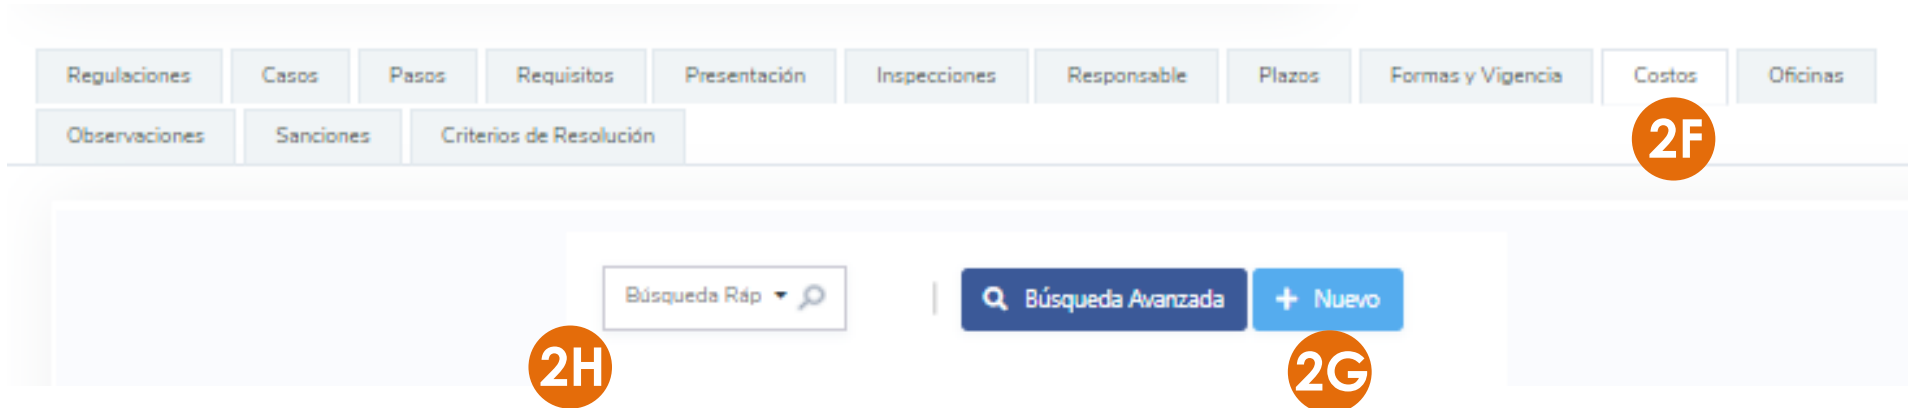 Regulaciones Casos Pasos Requisitos Presentación Inspecciones Responsable Plazos Formas y Vigencia Costos Oficinas
Observaciones Sanciones Criterios de Resolución
2F
Búsqueda Ráp Búsqueda Avanzada + Nuevo
2H 2G